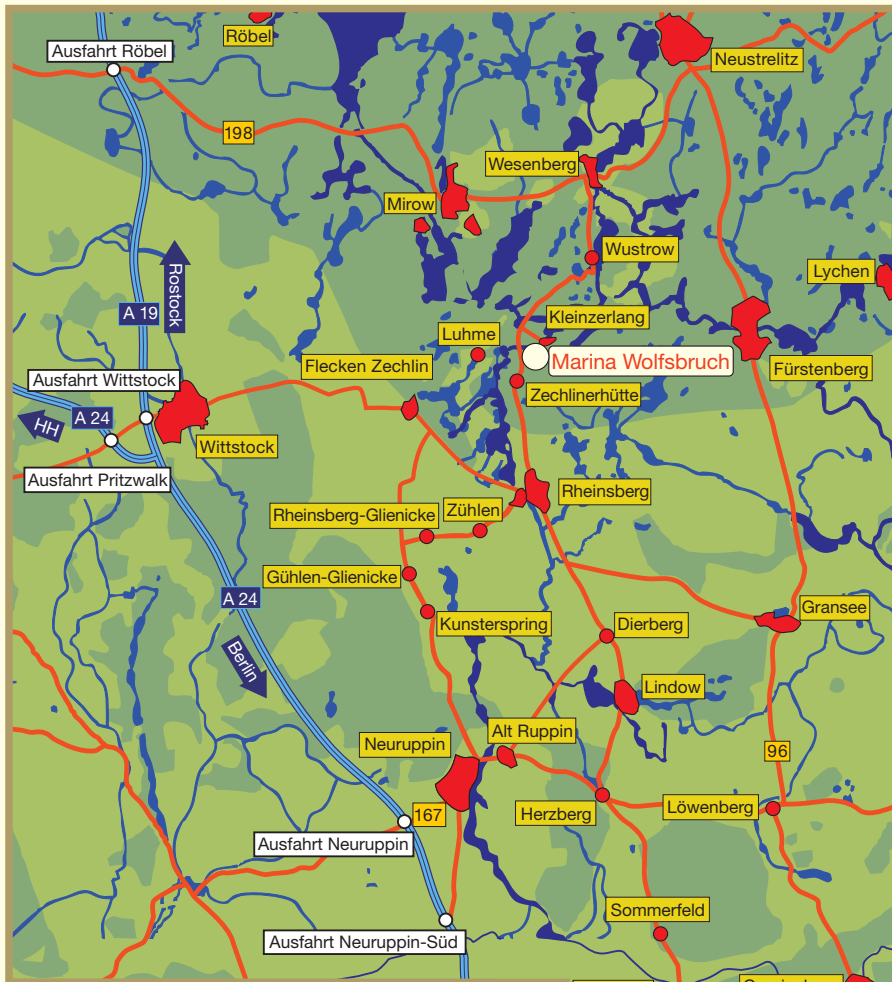 Ausfahrt Röbel
Röbel
Neustrelitz
198
Wesenberg
Mirow
Wustrow
Lychen
Rostock
A 19
Kleinzerlang
Luhme
Marina Wolfsbruch
Flecken Zechlin
Fürstenberg
Ausfahrt Wittstock
Zechlinerhütte
A 24
HH
Wittstock
Ausfahrt Pritzwalk
Rheinsberg
Zühlen
Rheinsberg-Glienicke
Gühlen-Glienicke
A 24
Kunsterspring
Dierberg
Gransee
Berlin
Lindow
Alt Ruppin
Neuruppin
96
167
Herzberg
Löwenberg
Ausfahrt Neuruppin
Sommerfeld
Ausfahrt Neuruppin-Süd